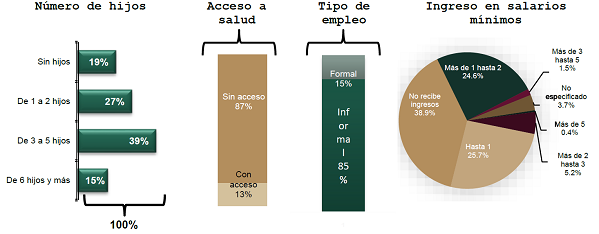 Número de hijos
Sin hijos
19%
De 1 a 2 hijos
27%
De 3 a 5 hijos
39%
De 6 hijos y más
15%
100%
Acceso a
salud
Sin acceso
87%
Con
acceso
13%
Tipo de
empleo
Formal
15%
Inf
or
ma
l
85
%
Ingreso en salarios
mínimos
Más de 1 hasta 2
24.6%
Más de 3
hasta 5
1.5%
No
especificado
3.7%
Más de 5
0.4%
Más de 2
hasta 3
5.2%
Hasta 1
25.7%
No recibe
ingresos
38.9%